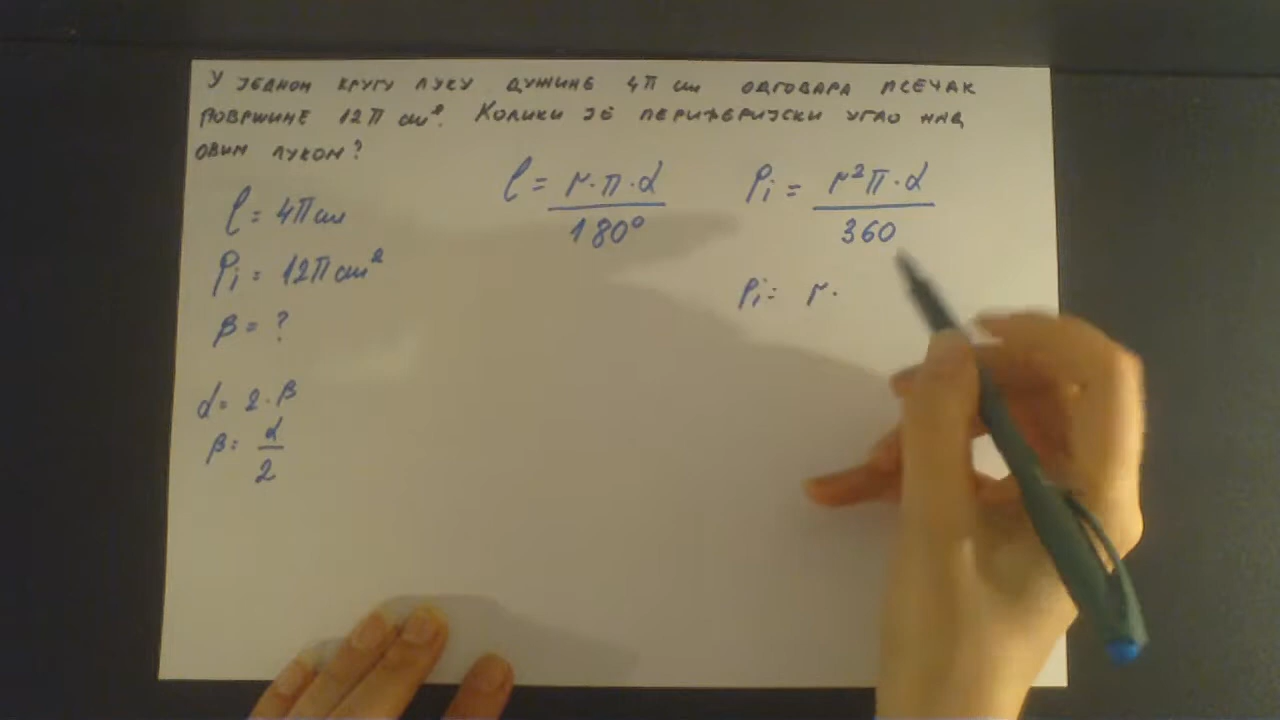 У ЈЕДНОМ КРУГУ ЛУКУ ДУЖИНЕ 4π cm ОДГОВАРА ИСЕЧАК
ПОВРШИНЕ 12π cm². КОЛИКИ ЈЕ ПЕРИФЕРИЈСКИ УГАО НАД
ОВИМ ЛУКОМ?
l = 4π cm
Pi = 12π cm²
β = ?
α = 2·β
β = α
2
l = r·π·α
180°
Pi = r²π·α
360
Pi = r·